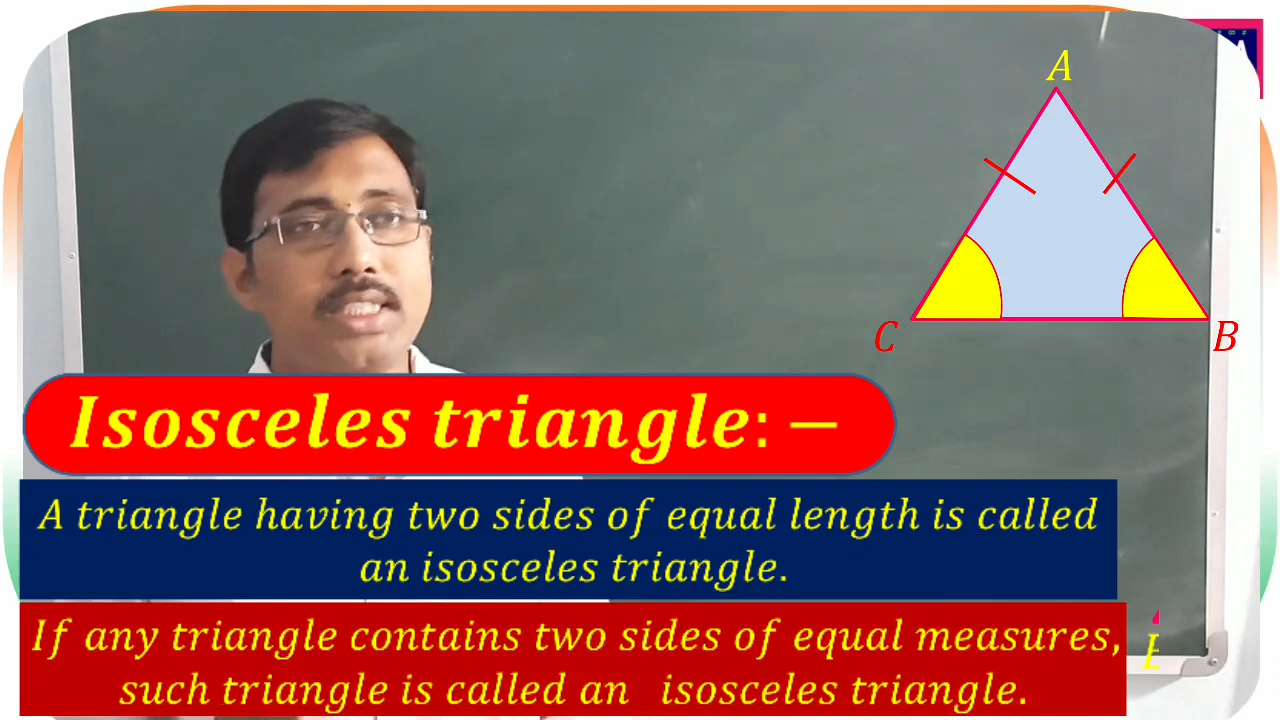 A
C
B
Isosceles triangle: —
A triangle having two sides of equal length is called
an isosceles triangle.
If any triangle contains two sides of equal measures,
such triangle is called an isosceles triangle.